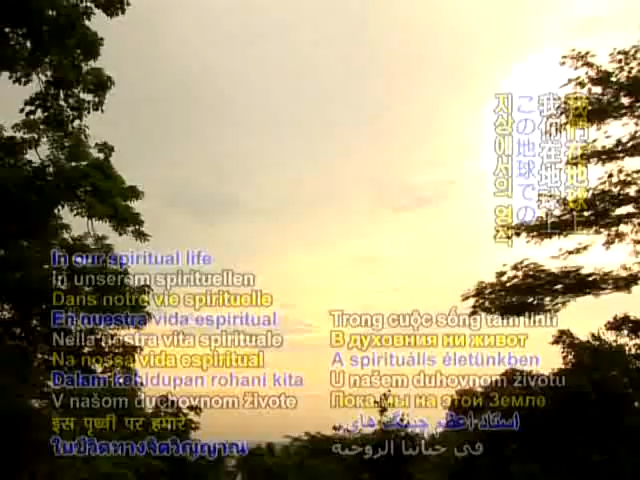 In our spiritual life
In unserem spirituellen
Dans notre vie spirituelle
En nuestra vida espiritual
Nella nostra vita spirituale
Na nossa vida espiritual
Dalam kehidupan rohani kita
V našom duchovnom živote
इस पृथ्वी पर हमारे
ในชีวิตทางจิตวิญญาณ
Trong cuộc sống tâm linh
В духовния ни живот
A spirituális életünkben
U našem duhovnom životu
Пока мы на этой Земле
استاد اعظم چینگ های
في حياتنا الروحية
我們在地球上
我们在地球上
この地球での
지상에서의 영적